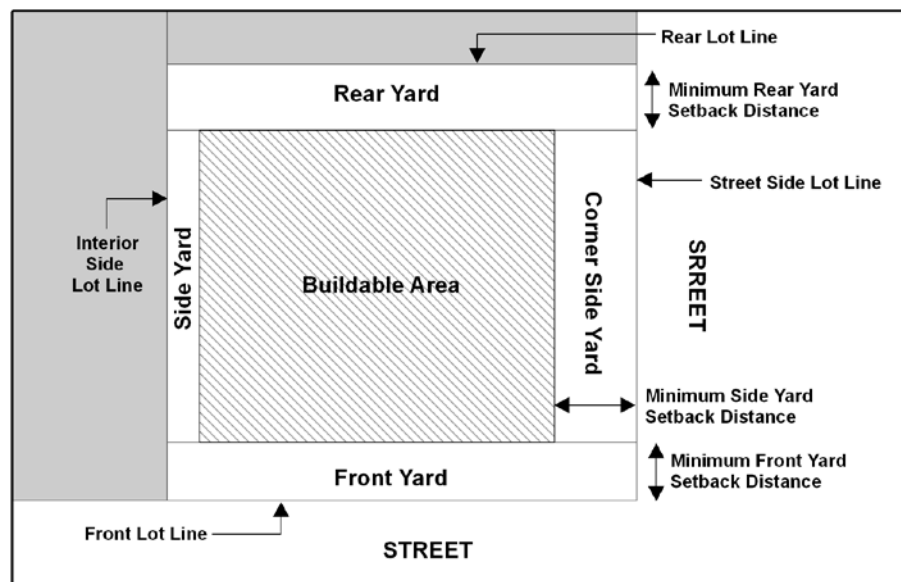 Rear Lot Line
Rear Yard
Minimum Rear Yard
Setback Distance
Street Side Lot Line
Interior
Side
Lot Line
Side Yard
Buildable Area
Corner Side Yard
SRREET
Minimum Side Yard
Setback Distance
Minimum Front Yard
Setback Distance
Front Yard
Front Lot Line
STREET